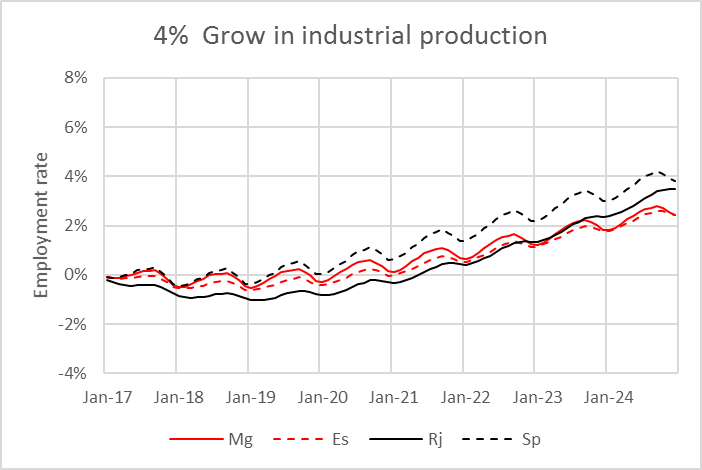 4%  Grow in industrial production
Employment rate
8%
6%
4%
2%
0%
-2%
-4%
Jan-17 Jan-18 Jan-19 Jan-20 Jan-21 Jan-22 Jan-23 Jan-24
Mg Es Rj Sp